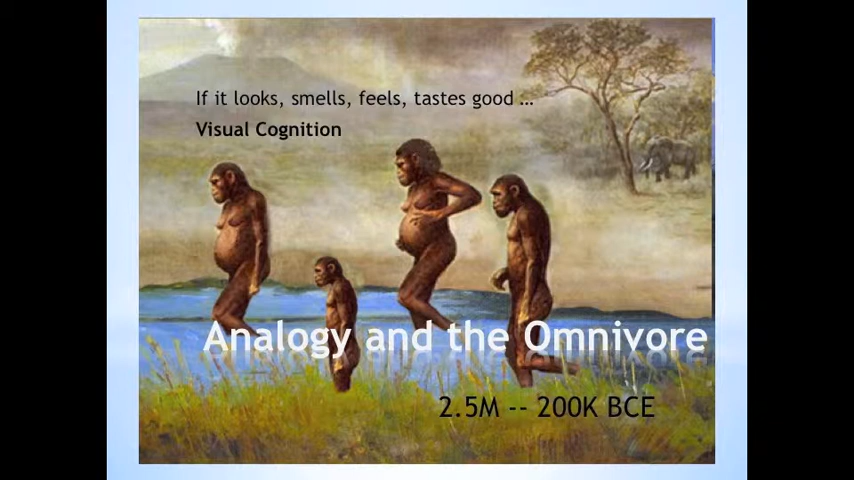 If it looks, smells, feels, tastes good …
Visual Cognition
Analogy and the Omnivore
2.5M -- 200K BCE